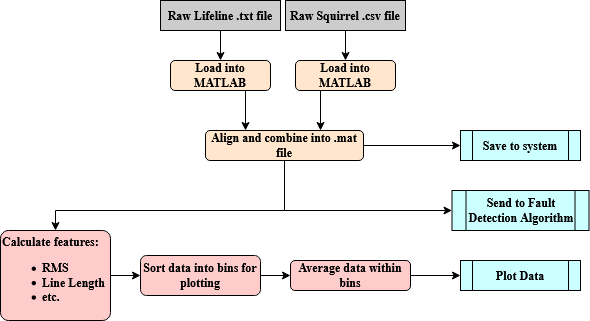 Raw Lifeline .txt file
Raw Squirrel .csv file
Load into
MATLAB
Load into
MATLAB
Align and combine into .mat
file
Save to system
Send to Fault
Detection Algorithm
Calculate features:
• RMS
• Line Length
• etc.
Sort data into bins for
plotting
Average data within
bins
Plot Data